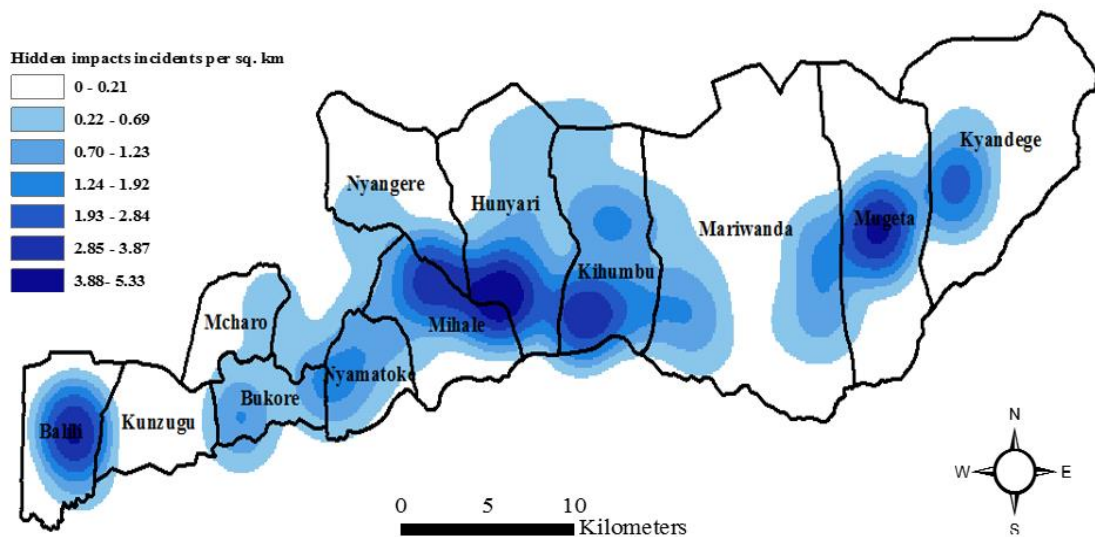 Hidden impacts incidents per sq. km
0 - 0.21
0.22 - 0.69
0.70 - 1.23
1.24 - 1.92
1.93 - 2.84
2.85 - 3.87
3.88- 5.33
Kyandege
Nyangere
Hunyari
Mugeta
Mariwanda
Kihumbu
Mcharo
Mihale
Nyamatoke
Bukore
Kunzugu
Balili
N
W
E
S
0
5
10
Kilometers